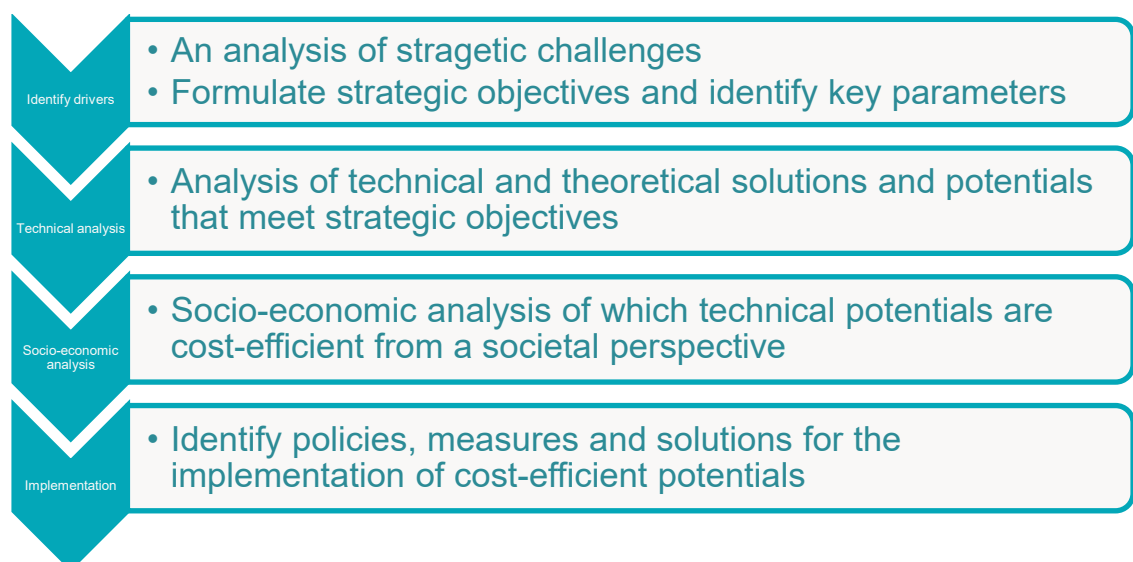 Identify drivers
• An analysis of stragetic challenges
• Formulate strategic objectives and identify key parameters
Technical analysis
• Analysis of technical and theoretical solutions and potentials
that meet strategic objectives
Socio-economic
analysis
• Socio-economic analysis of which technical potentials are
cost-efficient from a societal perspective
Implementation
• Identify policies, measures and solutions for the
implementation of cost-efficient potentials